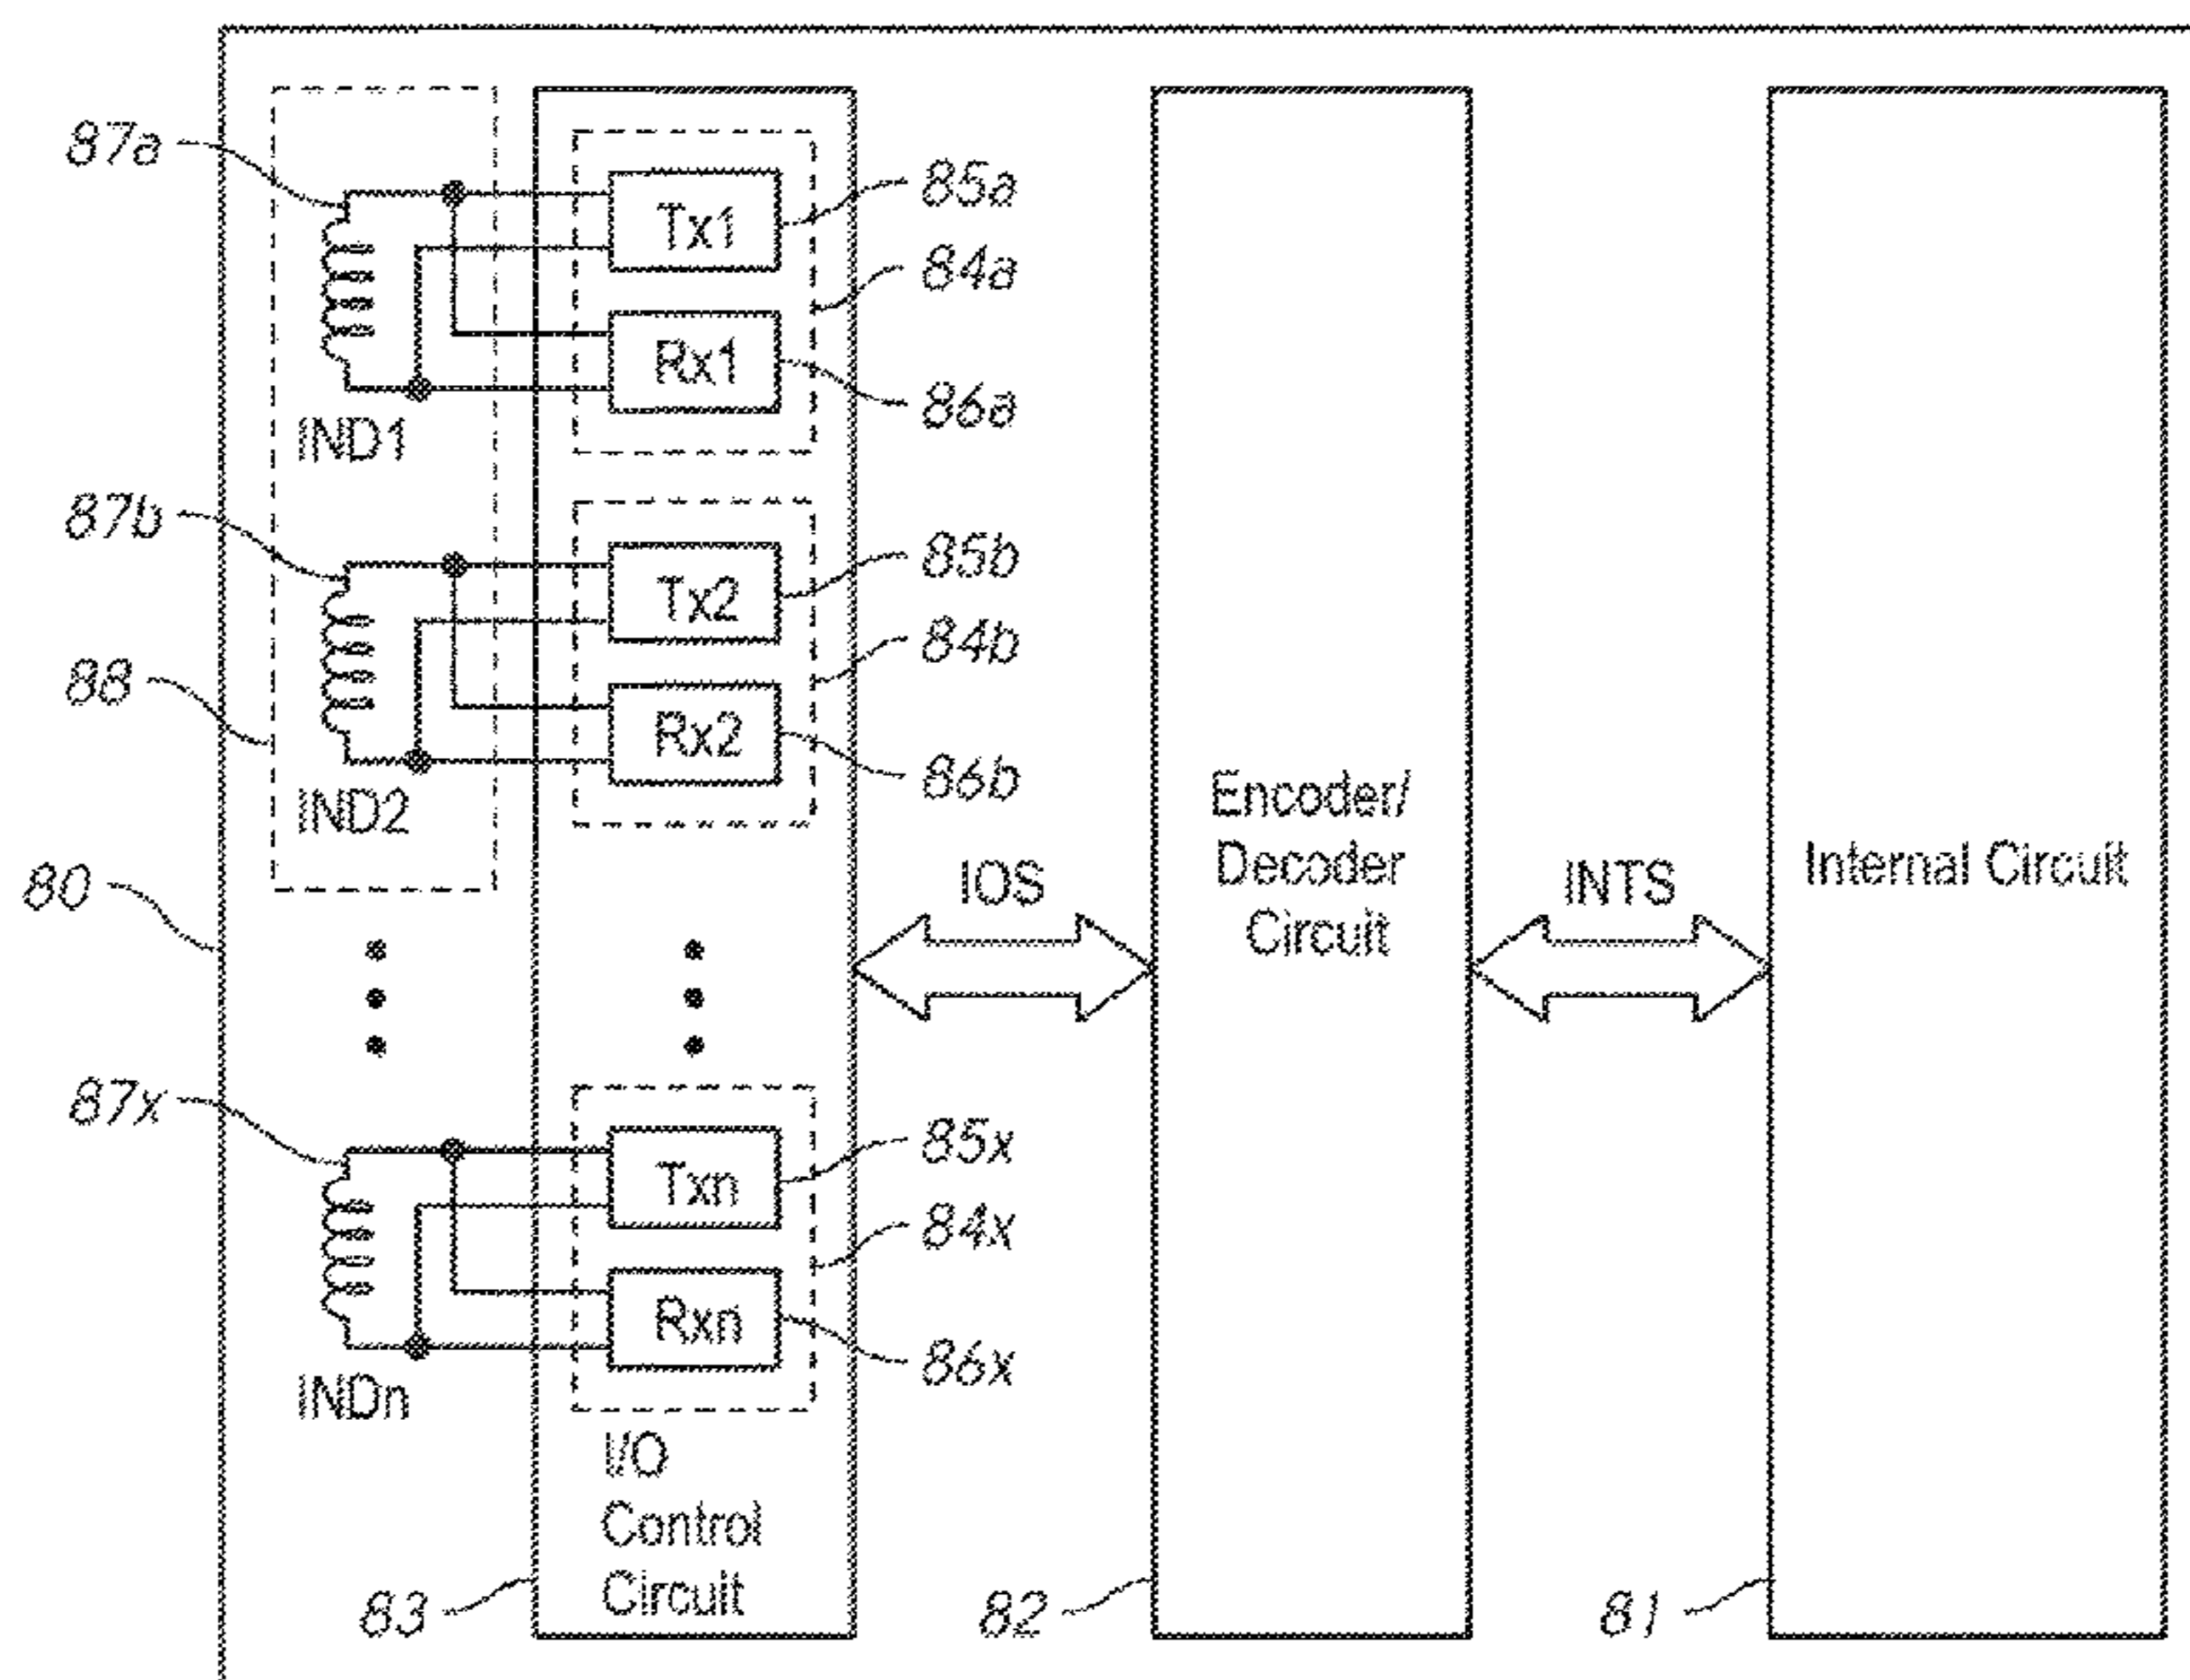 87a
85a
Tx1
84a
Rx1
86a
IND1
87b
85b
Tx2
84b
88
Rx2
86b
IND2
80
IOS
Encoder/
Decoder
Circuit
INTS
Internal Circuit
87x
85x
Txn
84x
Rxn
86x
INDn
I/O
Control
Circuit
83
82
81